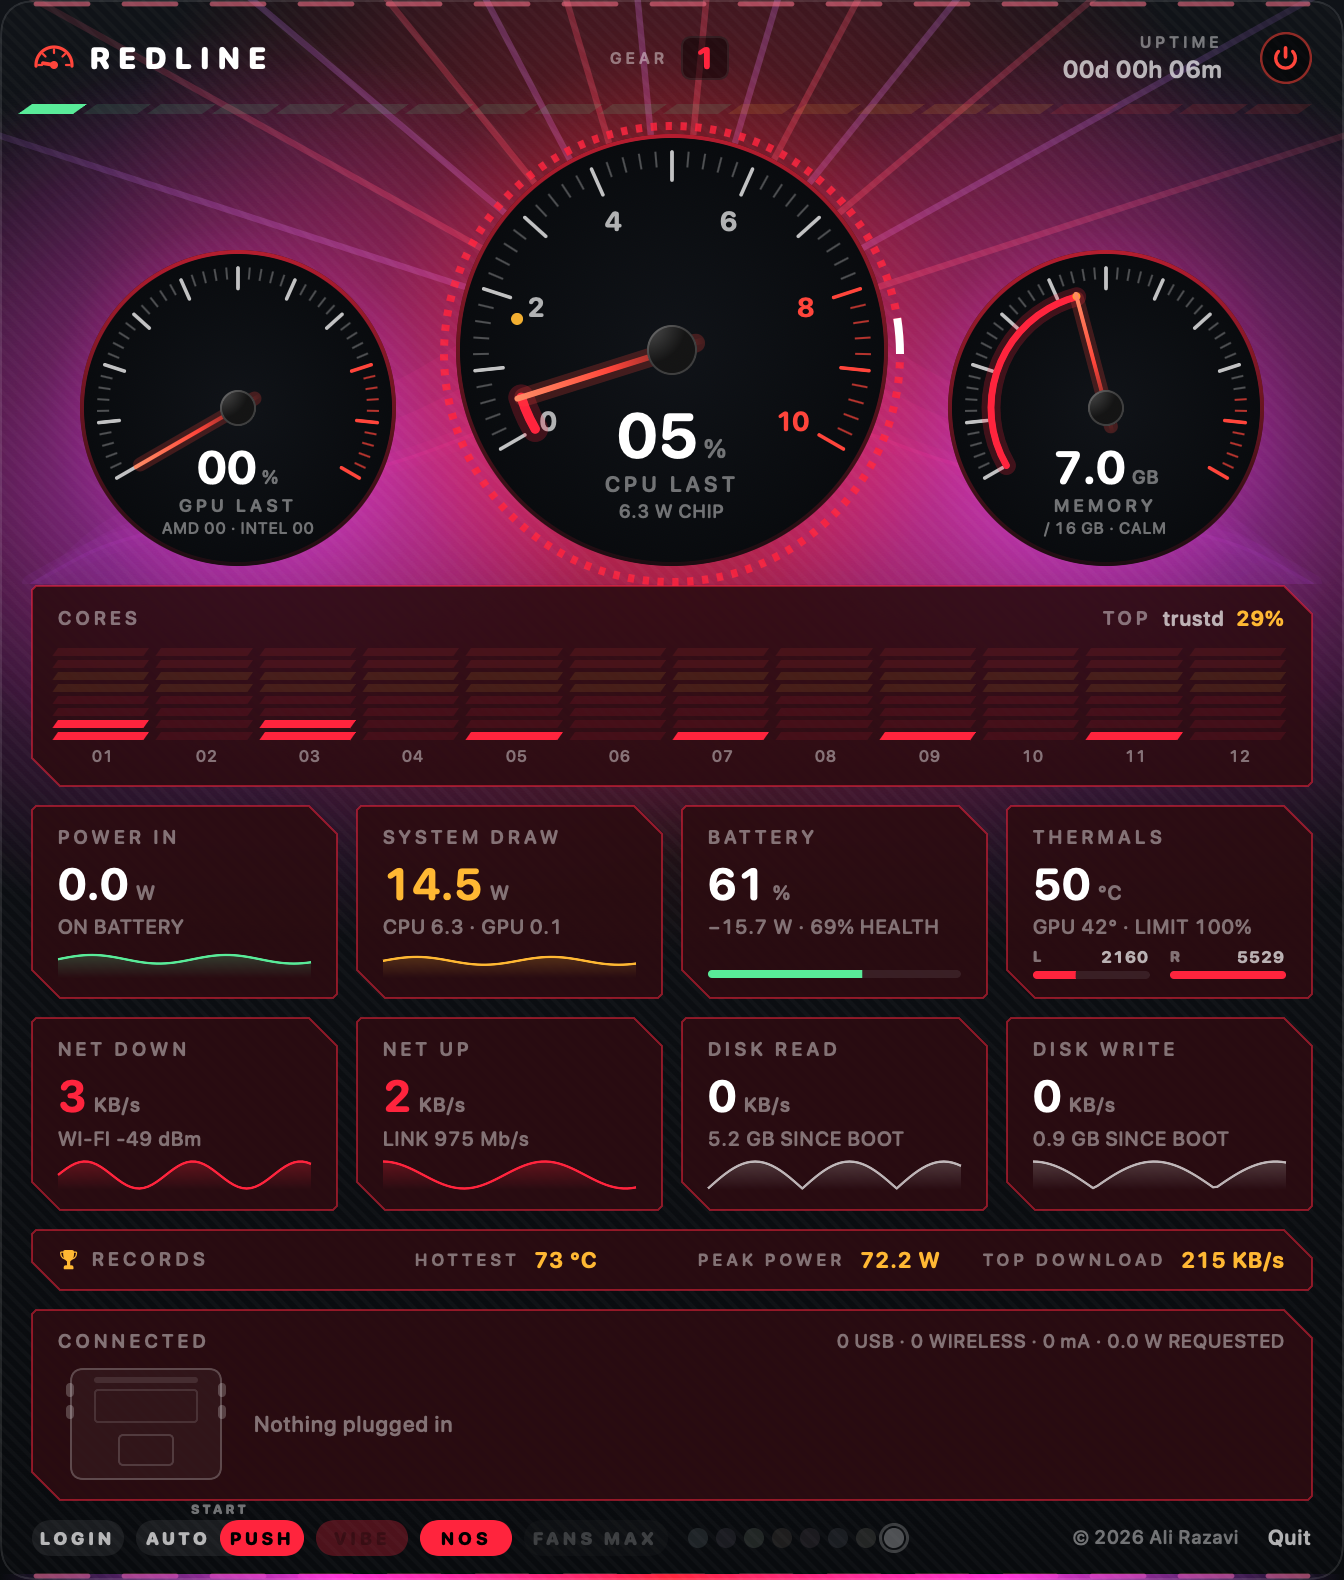 REDLINE
GEAR 1
UPTIME
00d 00h 06m
4 6
2 8
0 10
05 %
CPU LAST
6.3 W CHIP
00 %
GPU LAST
AMD 00 · INTEL 00
7.0 GB
MEMORY
/ 16 GB · CALM
CORES TOP trustd 29%
01 02 03 04 05 06 07 08 09 10 11 12
POWER IN
0.0 W
ON BATTERY
SYSTEM DRAW
14.5 W
CPU 6.3 · GPU 0.1
BATTERY
61 %
−15.7 W · 69% HEALTH
THERMALS
50 °C
GPU 42° · LIMIT 100%
L 2160 R 5529
NET DOWN
3 KB/s
WI-FI -49 dBm
NET UP
2 KB/s
LINK 975 Mb/s
DISK READ
0 KB/s
5.2 GB SINCE BOOT
DISK WRITE
0 KB/s
0.9 GB SINCE BOOT
RECORDS HOTTEST 73 °C PEAK POWER 72.2 W TOP DOWNLOAD 215 KB/s
CONNECTED 0 USB · 0 WIRELESS · 0 mA · 0.0 W REQUESTED
Nothing plugged in
START
LOGIN AUTO PUSH VIBE NOS FANS MAX © 2026 Ali Razavi Quit